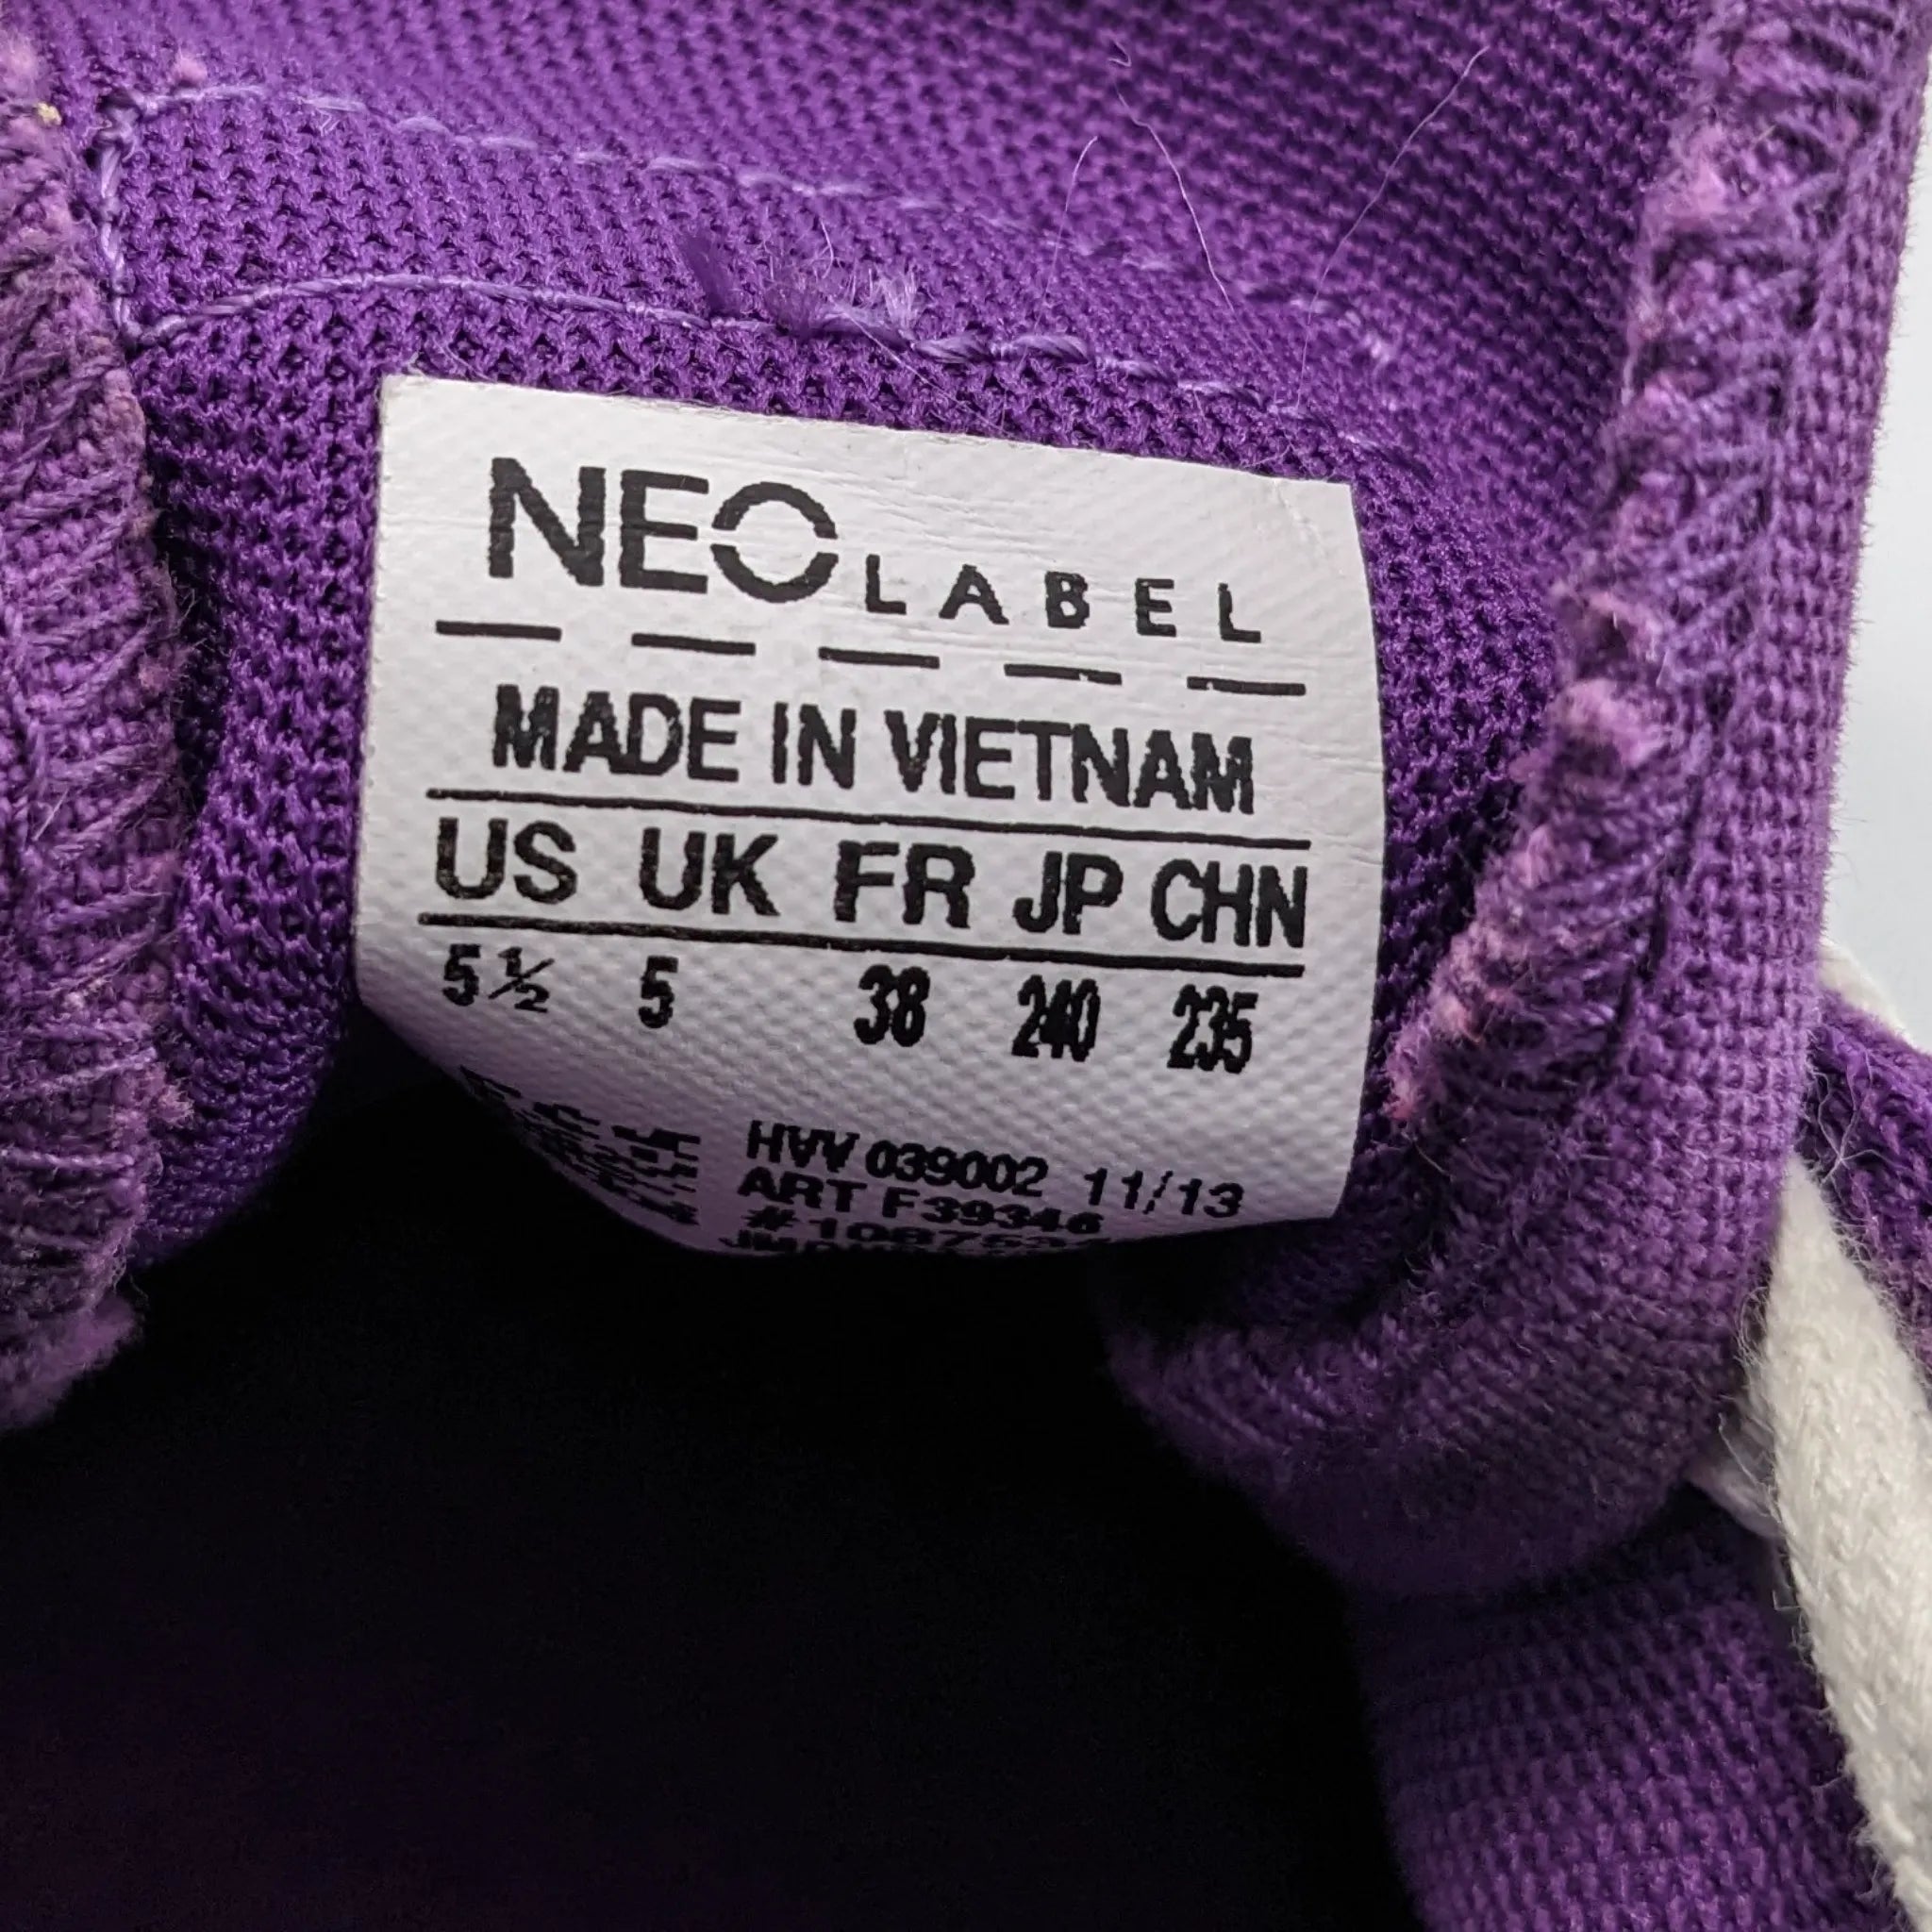 NEO LABEL
MADE IN VIETNAM
US UK FR JP CHN
5½ 5 38 240 235
HVV 039002 11/13
ART F39346